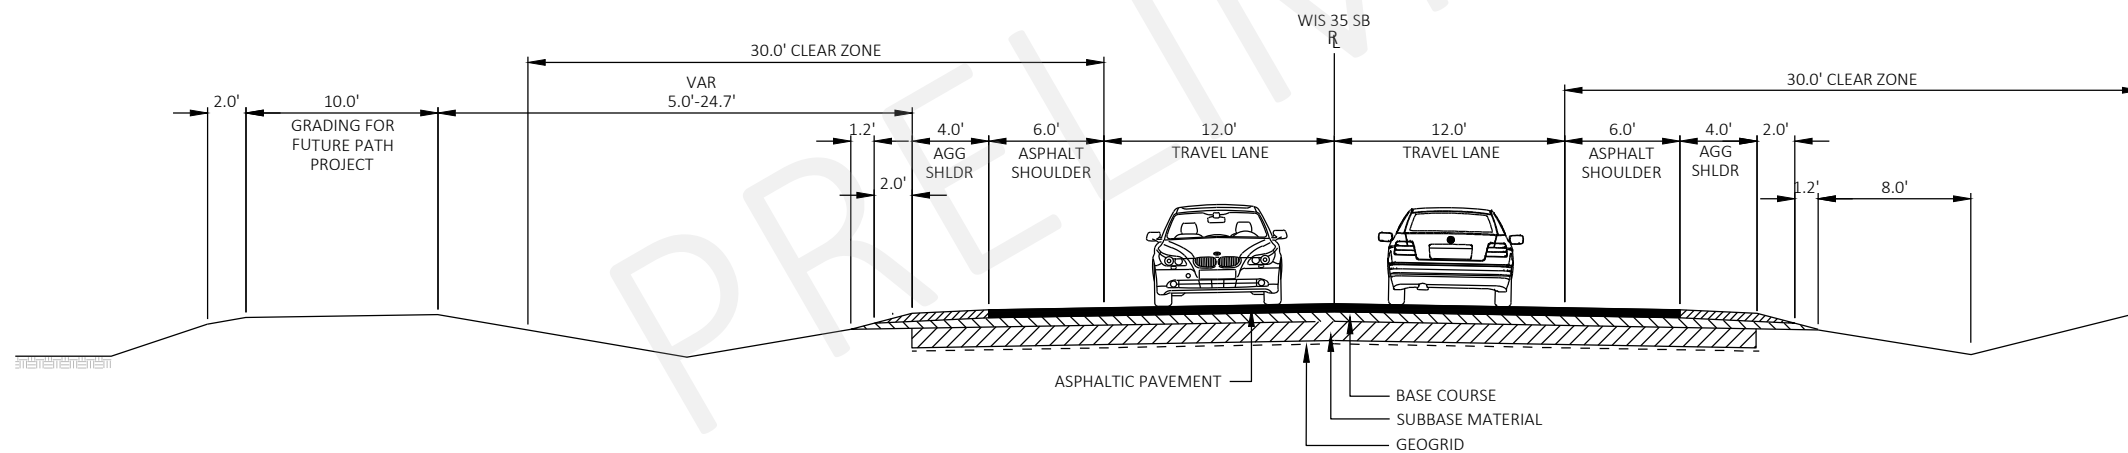 WIS 35 SB
RL
30.0' CLEAR ZONE
30.0' CLEAR ZONE
VAR
5.0'-24.7'
2.0'
10.0'
GRADING FOR
FUTURE PATH
PROJECT
1.2'
4.0'
AGG
SHLDR
6.0'
ASPHALT
SHOULDER
12.0'
TRAVEL LANE
12.0'
TRAVEL LANE
6.0'
ASPHALT
SHOULDER
4.0'
AGG
SHLDR
2.0'
2.0'
1.2'
8.0'
ASPHALTIC PAVEMENT
BASE COURSE
SUBBASE MATERIAL
GEOGRID
PRELIM